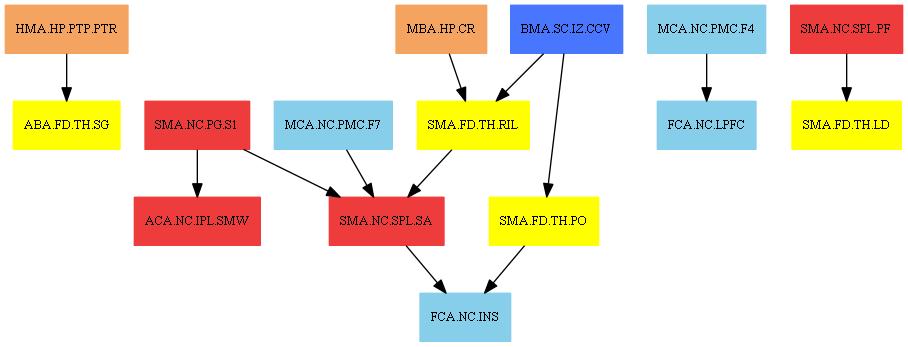 HMA.HP.PTP.PTR
MBA.HP.CR
BMA.SC.IZ.CCV
MCA.NC.PMC.F4
SMA.NC.SPL.PF
ABA.FD.TH.SG
SMA.NC.PG.S1
MCA.NC.PMC.F7
SMA.FD.TH.RIL
FCA.NC.LPFC
SMA.FD.TH.LD
ACA.NC.IPL.SMW
SMA.NC.SPL.SA
SMA.FD.TH.PO
FCA.NC.INS